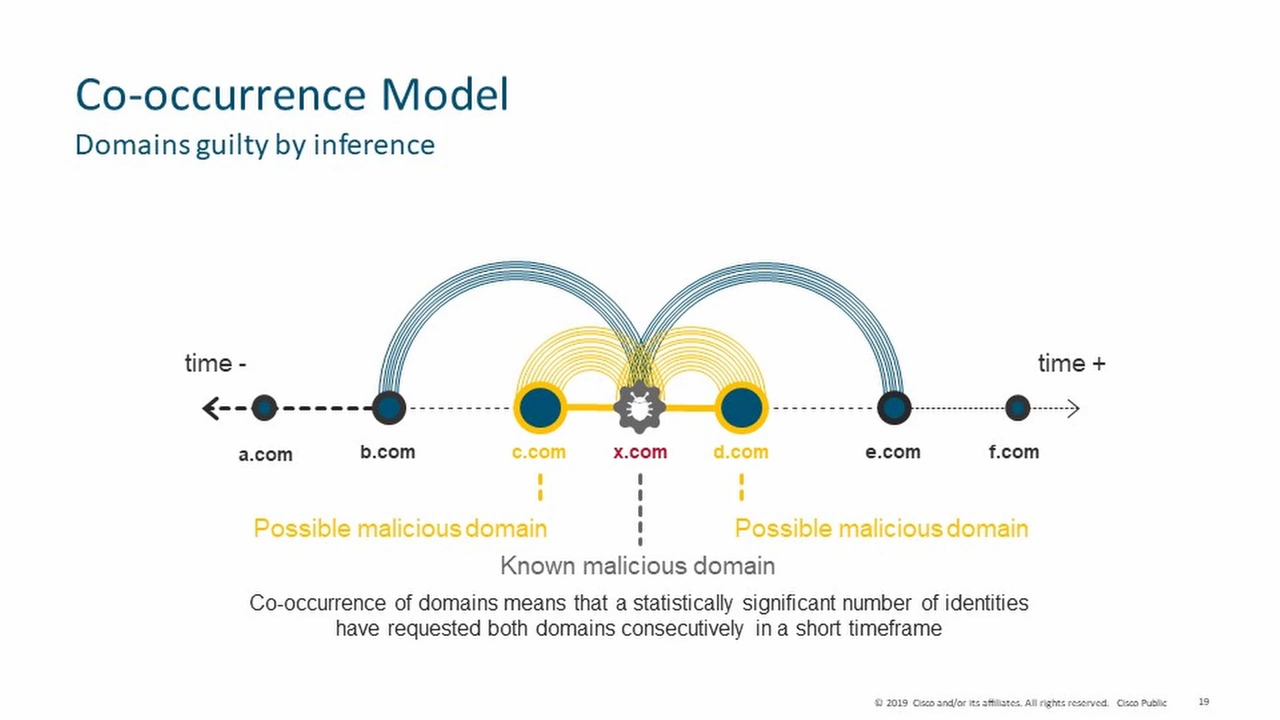 Co-occurrence Model
Domains guilty by inference
time -
time +
a.com
b.com
c.com
x.com
d.com
e.com
f.com
Possible malicious domain
Possible malicious domain
Known malicious domain
Co-occurrence of domains means that a statistically significant number of identities
have requested both domains consecutively in a short timeframe
© 2019 Cisco and/or its affiliates. All rights reserved. Cisco Public
19